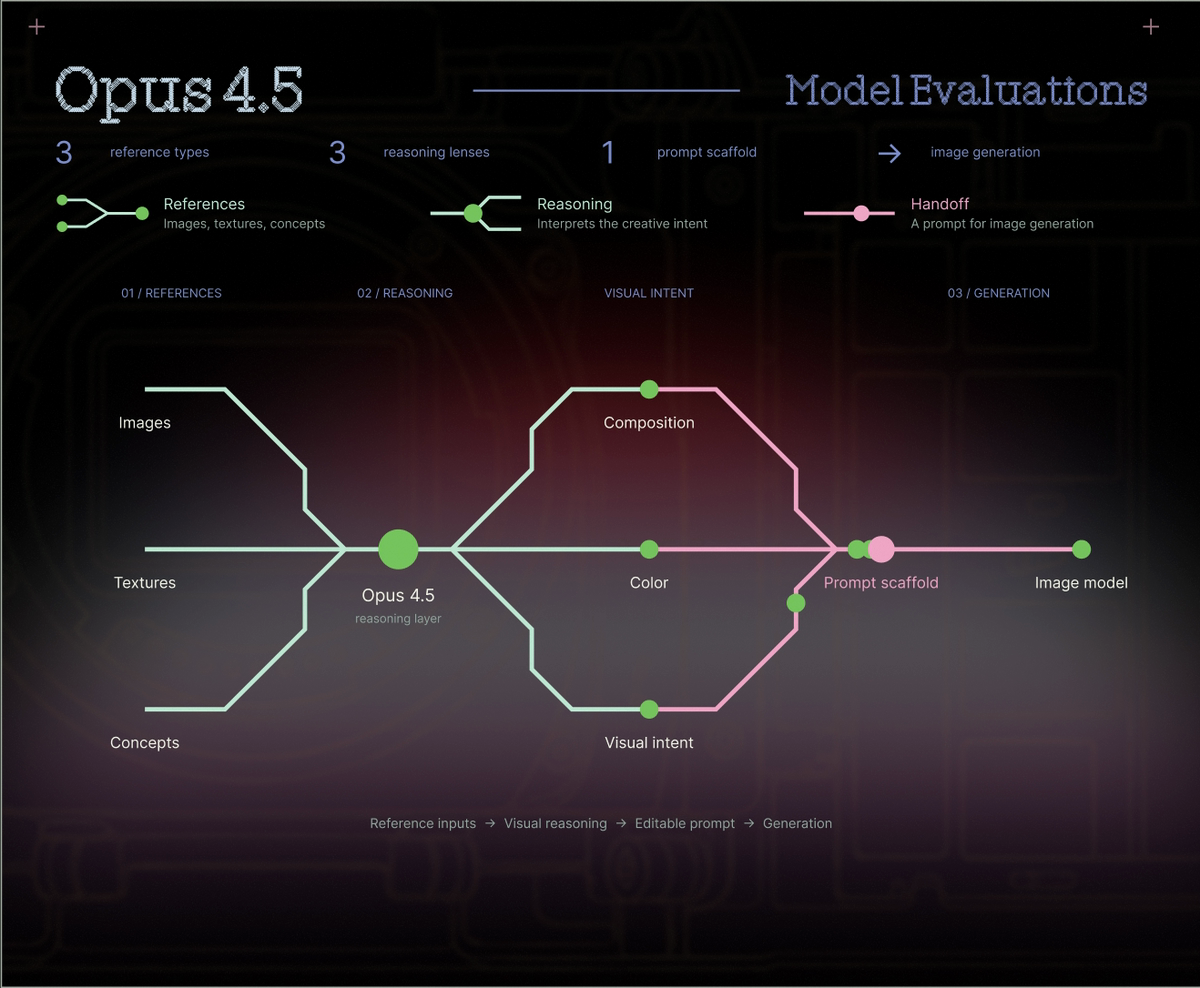 Opus 4.5
Model Evaluations
3 reference types
3 reasoning lenses
1 prompt scaffold
→ image generation
References
Images, textures, concepts
Reasoning
Interprets the creative intent
Handoff
A prompt for image generation
01 / REFERENCES
02 / REASONING
VISUAL INTENT
03 / GENERATION
Images
Composition
Textures
Opus 4.5
reasoning layer
Color
Prompt scaffold
Image model
Concepts
Visual intent
Reference inputs → Visual reasoning → Editable prompt → Generation